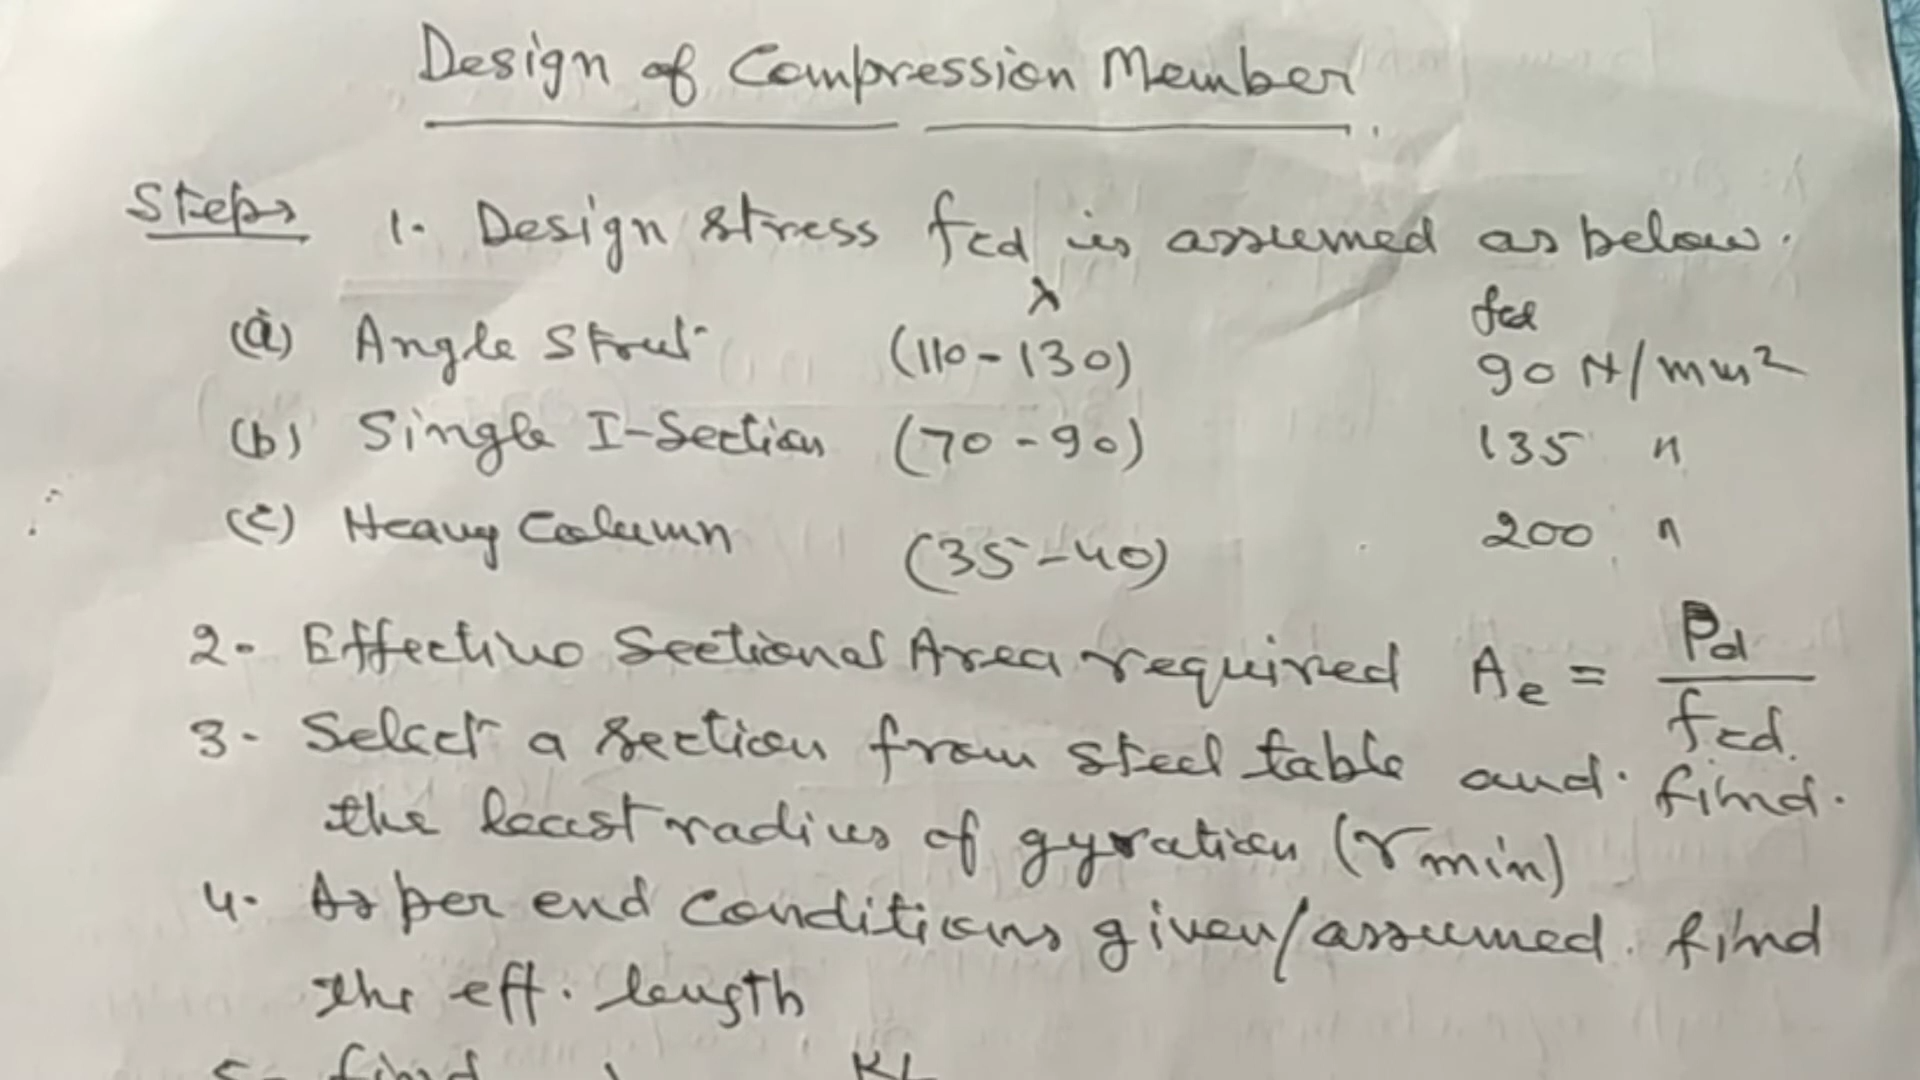 Design of Compression Member
Steps 1. Design stress fcd is assumed as below.
λ fcd
(a) Angle Strut (110-130) 90 N/mm²
(b) Single I-Section (70-90) 135 "
(c) Heavy Column (35-40) 200 "
2. Effective Sectional Area required Ae = Pd / fcd.
3. Select a section from steel table and find
the least radius of gyration (rmin)
4. As per end conditions given/assumed. find
the eff. length
5. find KL